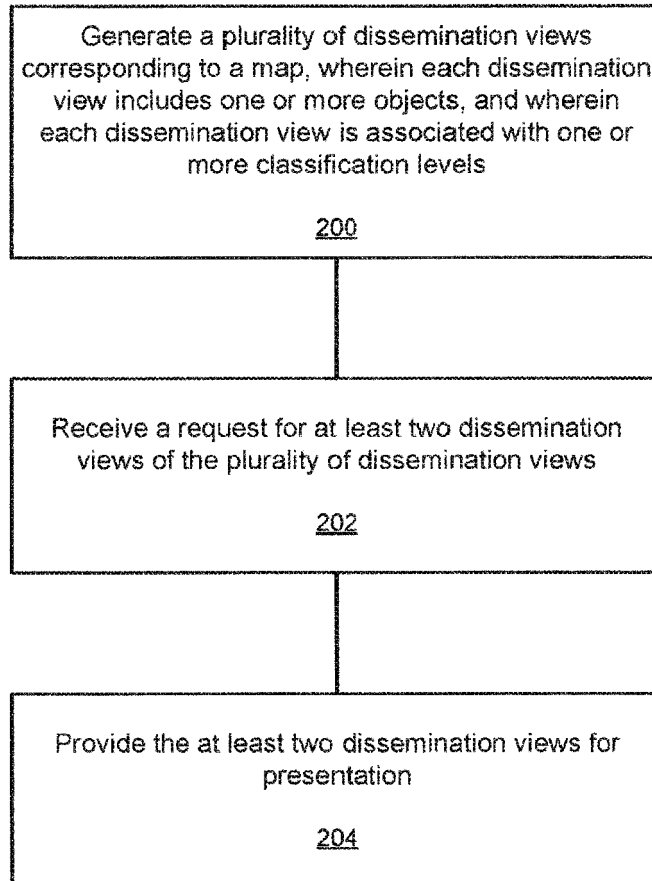 Generate a plurality of dissemination views
corresponding to a map, wherein each dissemination
view includes one or more objects, and wherein
each dissemination view is associated with one or
more classification levels
200
Receive a request for at least two dissemination
views of the plurality of dissemination views
202
Provide the at least two dissemination views for
presentation
204